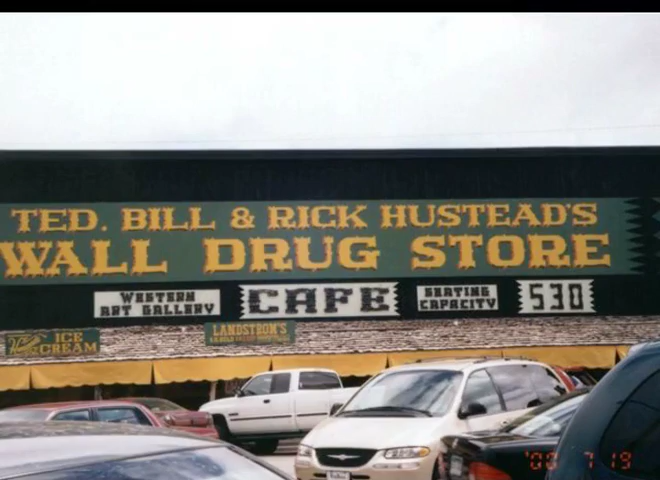 TED. BILL & RICK HUSTEAD'S
WALL DRUG STORE
WESTERN
ART GALLERY
CAFE
SEATING
CAPACITY
530
ICE
CREAM
LANDSTROM'S
'00 7 19